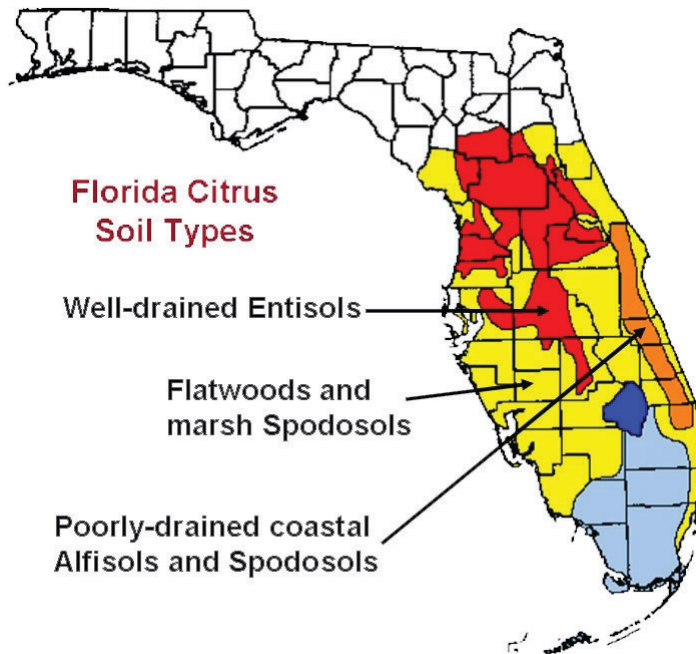 Florida Citrus
Soil Types
Well-drained Entisols
Flatwoods and
marsh Spodosols
Poorly-drained coastal
Alfisols and Spodosols